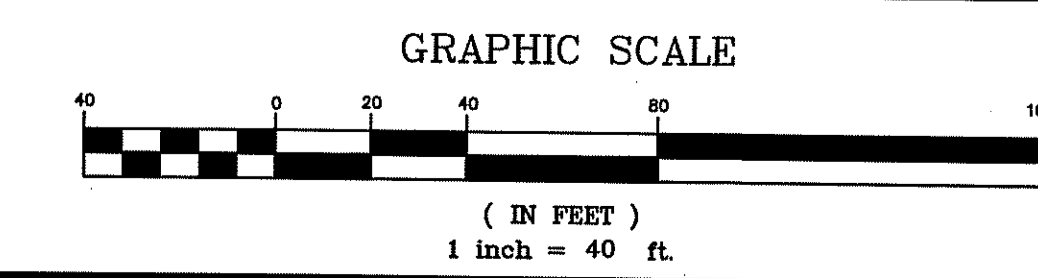 GRAPHIC SCALE
40 0 20 40 80
( IN FEET )
1 inch = 40 ft.